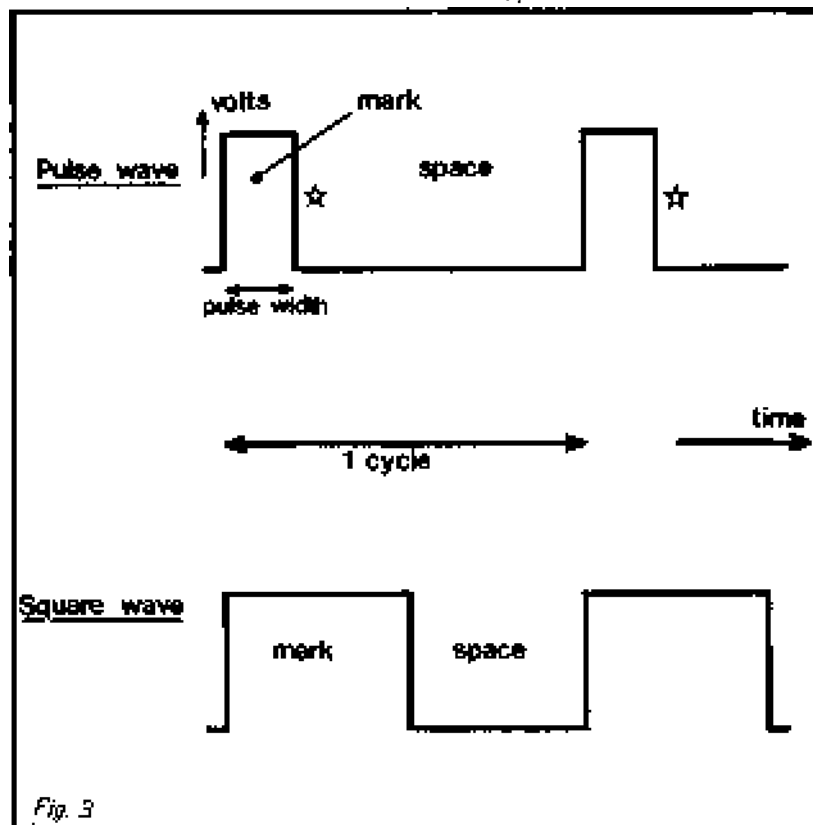 volts
mark
Pulse wave
space
pulse width
time
1 cycle
Square wave
mark
space
Fig. 3